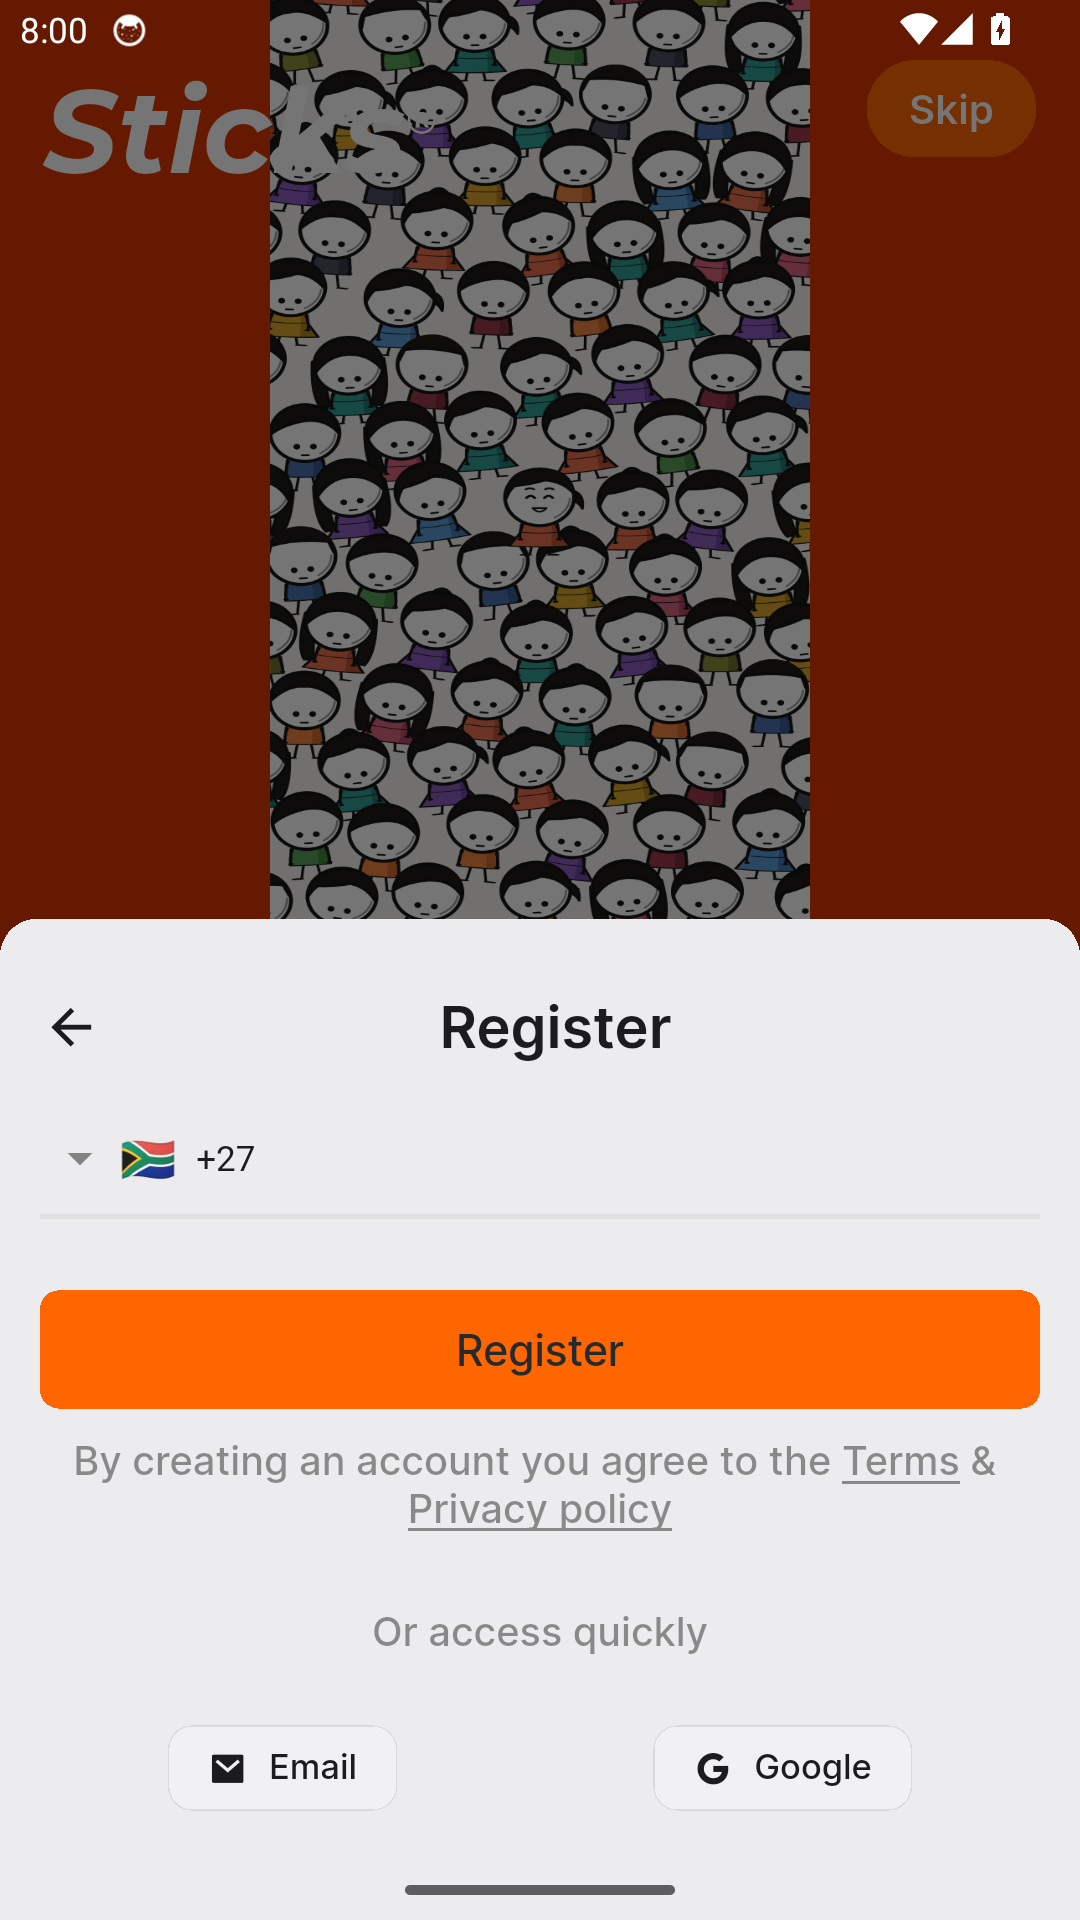 8:00
Sticks
Skip
Register
+27
Register
By creating an account you agree to the Terms &
Privacy policy
Or access quickly
Email
Google